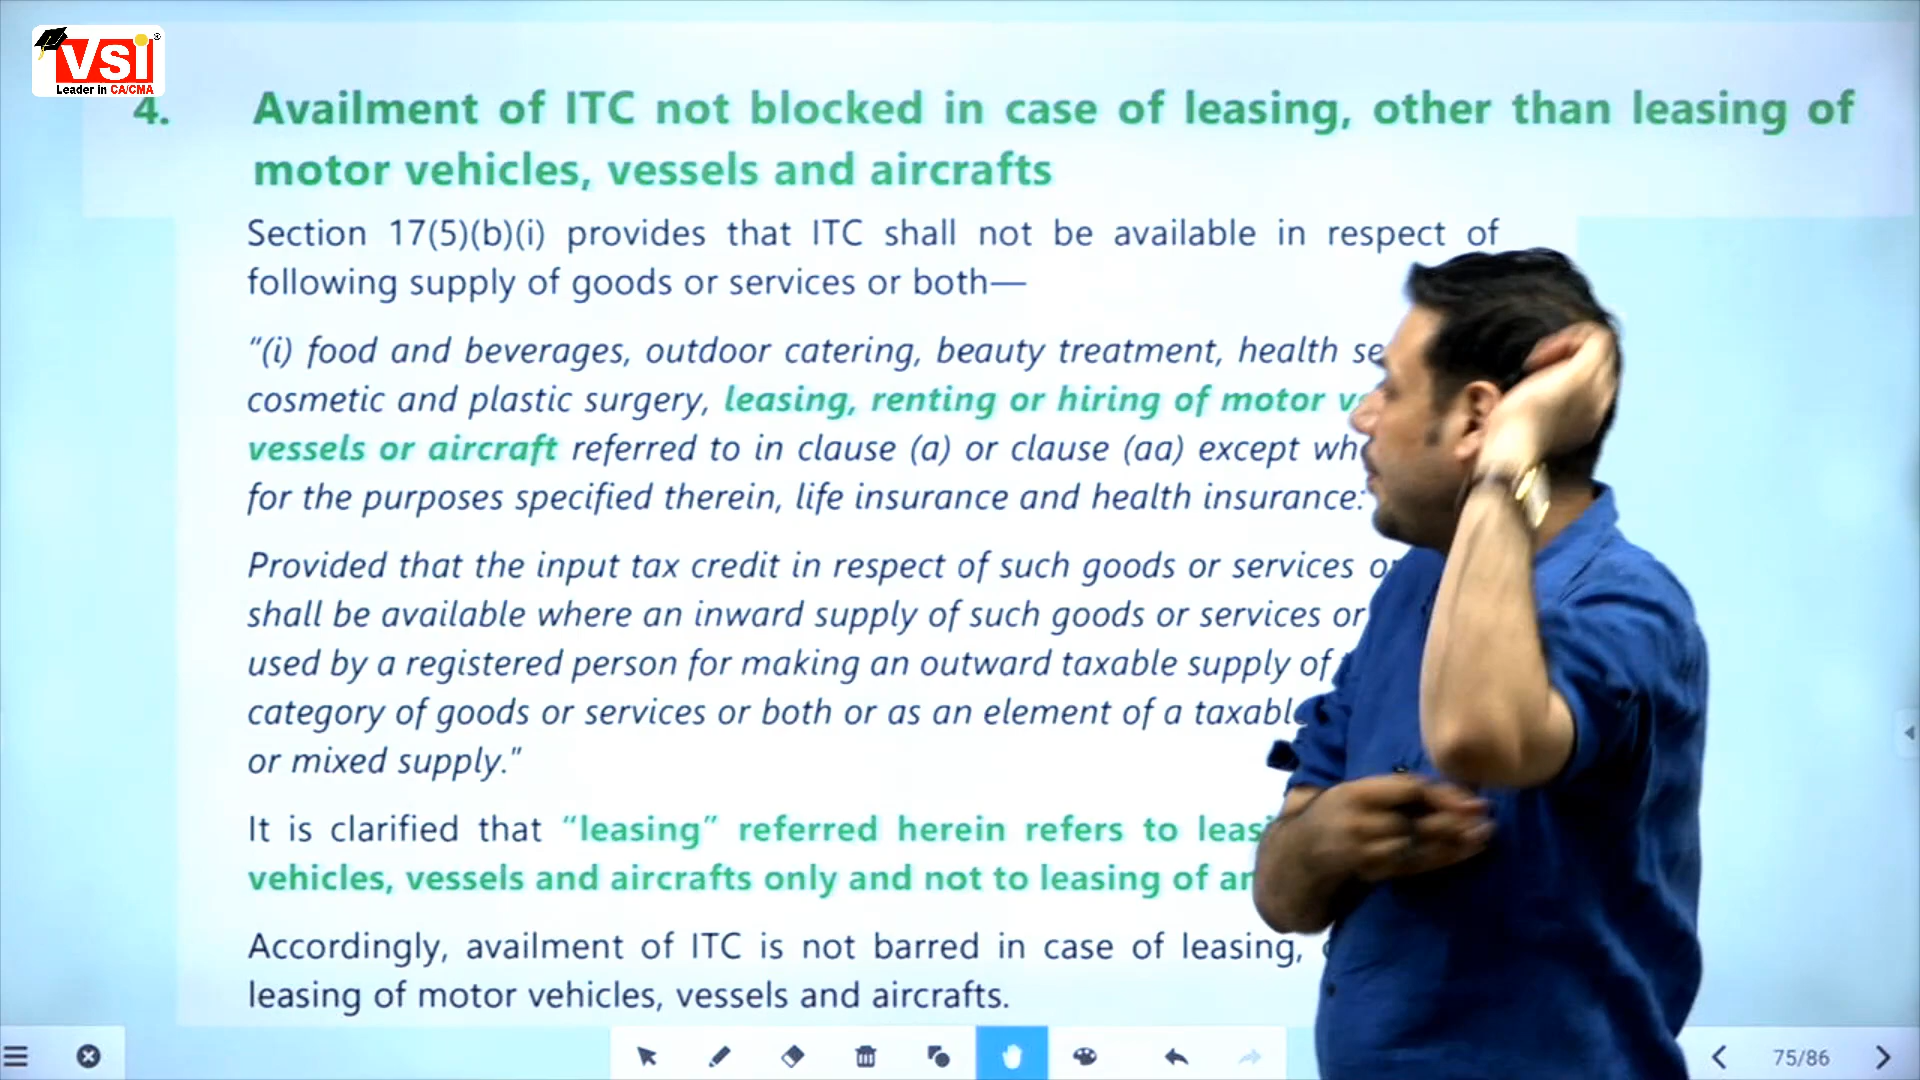 vsi
Leader in CA/CMA
4. Availment of ITC not blocked in case of leasing, other than leasing of
motor vehicles, vessels and aircrafts
Section 17(5)(b)(i) provides that ITC shall not be available in respect of
following supply of goods or services or both—
“(i) food and beverages, outdoor catering, beauty treatment, health
cosmetic and plastic surgery, leasing, renting or hiring of motor
vessels or aircraft referred to in clause (a) or clause (aa) except
for the purposes specified therein, life insurance and health insurance:
Provided that the input tax credit in respect of such goods or services
shall be available where an inward supply of such goods or services or
used by a registered person for making an outward taxable supply of
category of goods or services or both or as an element of a
or mixed supply.”
It is clarified that “leasing” referred herein refers to
vehicles, vessels and aircrafts only and not to leasing of
Accordingly, availment of ITC is not barred in case of leasing,
leasing of motor vehicles, vessels and aircrafts.
75/86